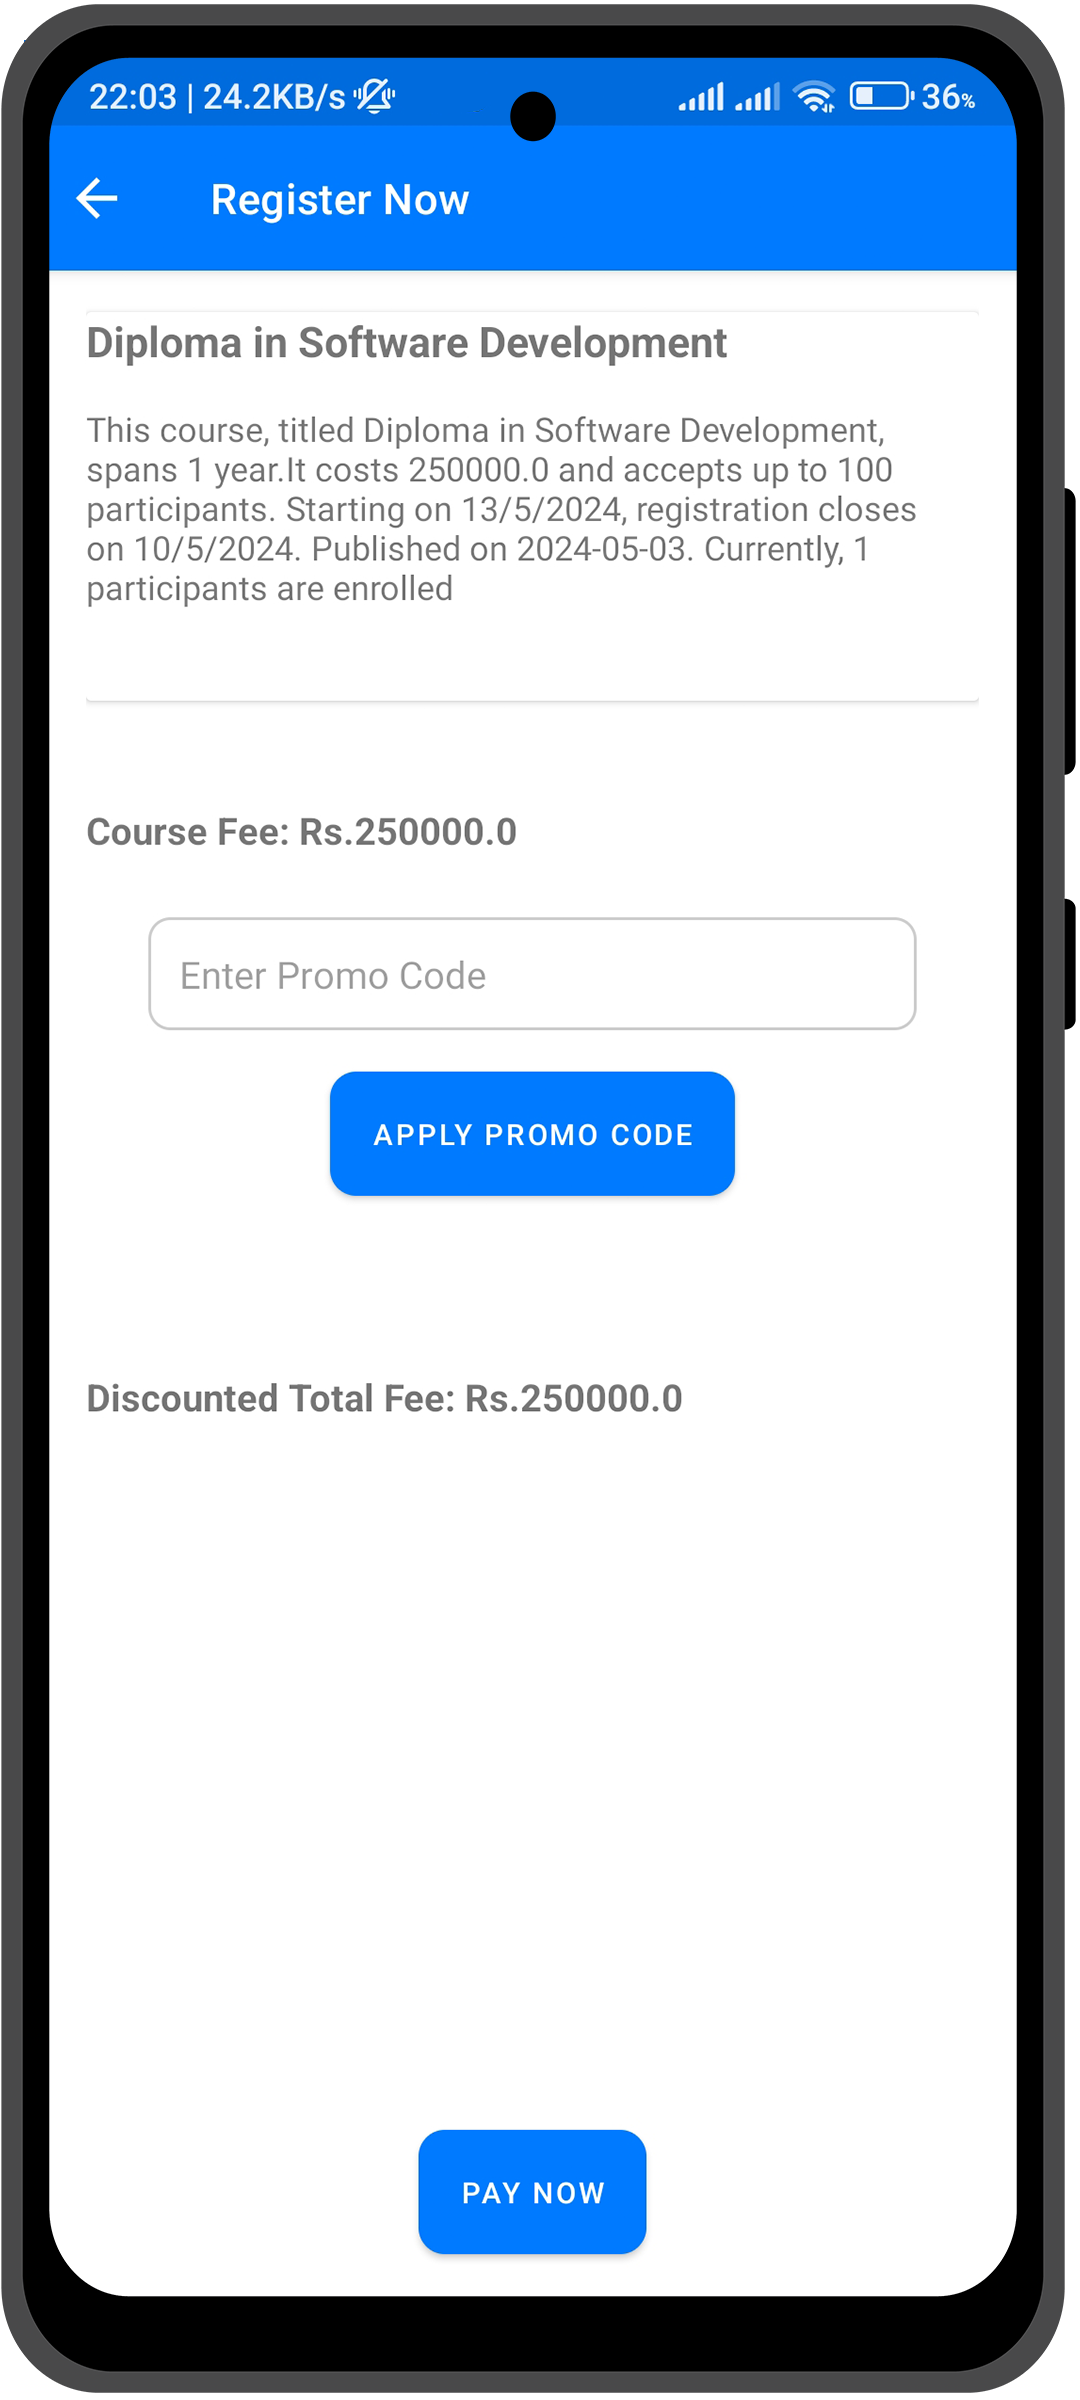 22:03 | 24.2KB/s 36%
Register Now
Diploma in Software Development
This course, titled Diploma in Software Development,
spans 1 year.It costs 250000.0 and accepts up to 100
participants. Starting on 13/5/2024, registration closes
on 10/5/2024. Published on 2024-05-03. Currently, 1
participants are enrolled
Course Fee: Rs.250000.0
Enter Promo Code
APPLY PROMO CODE
Discounted Total Fee: Rs.250000.0
PAY NOW